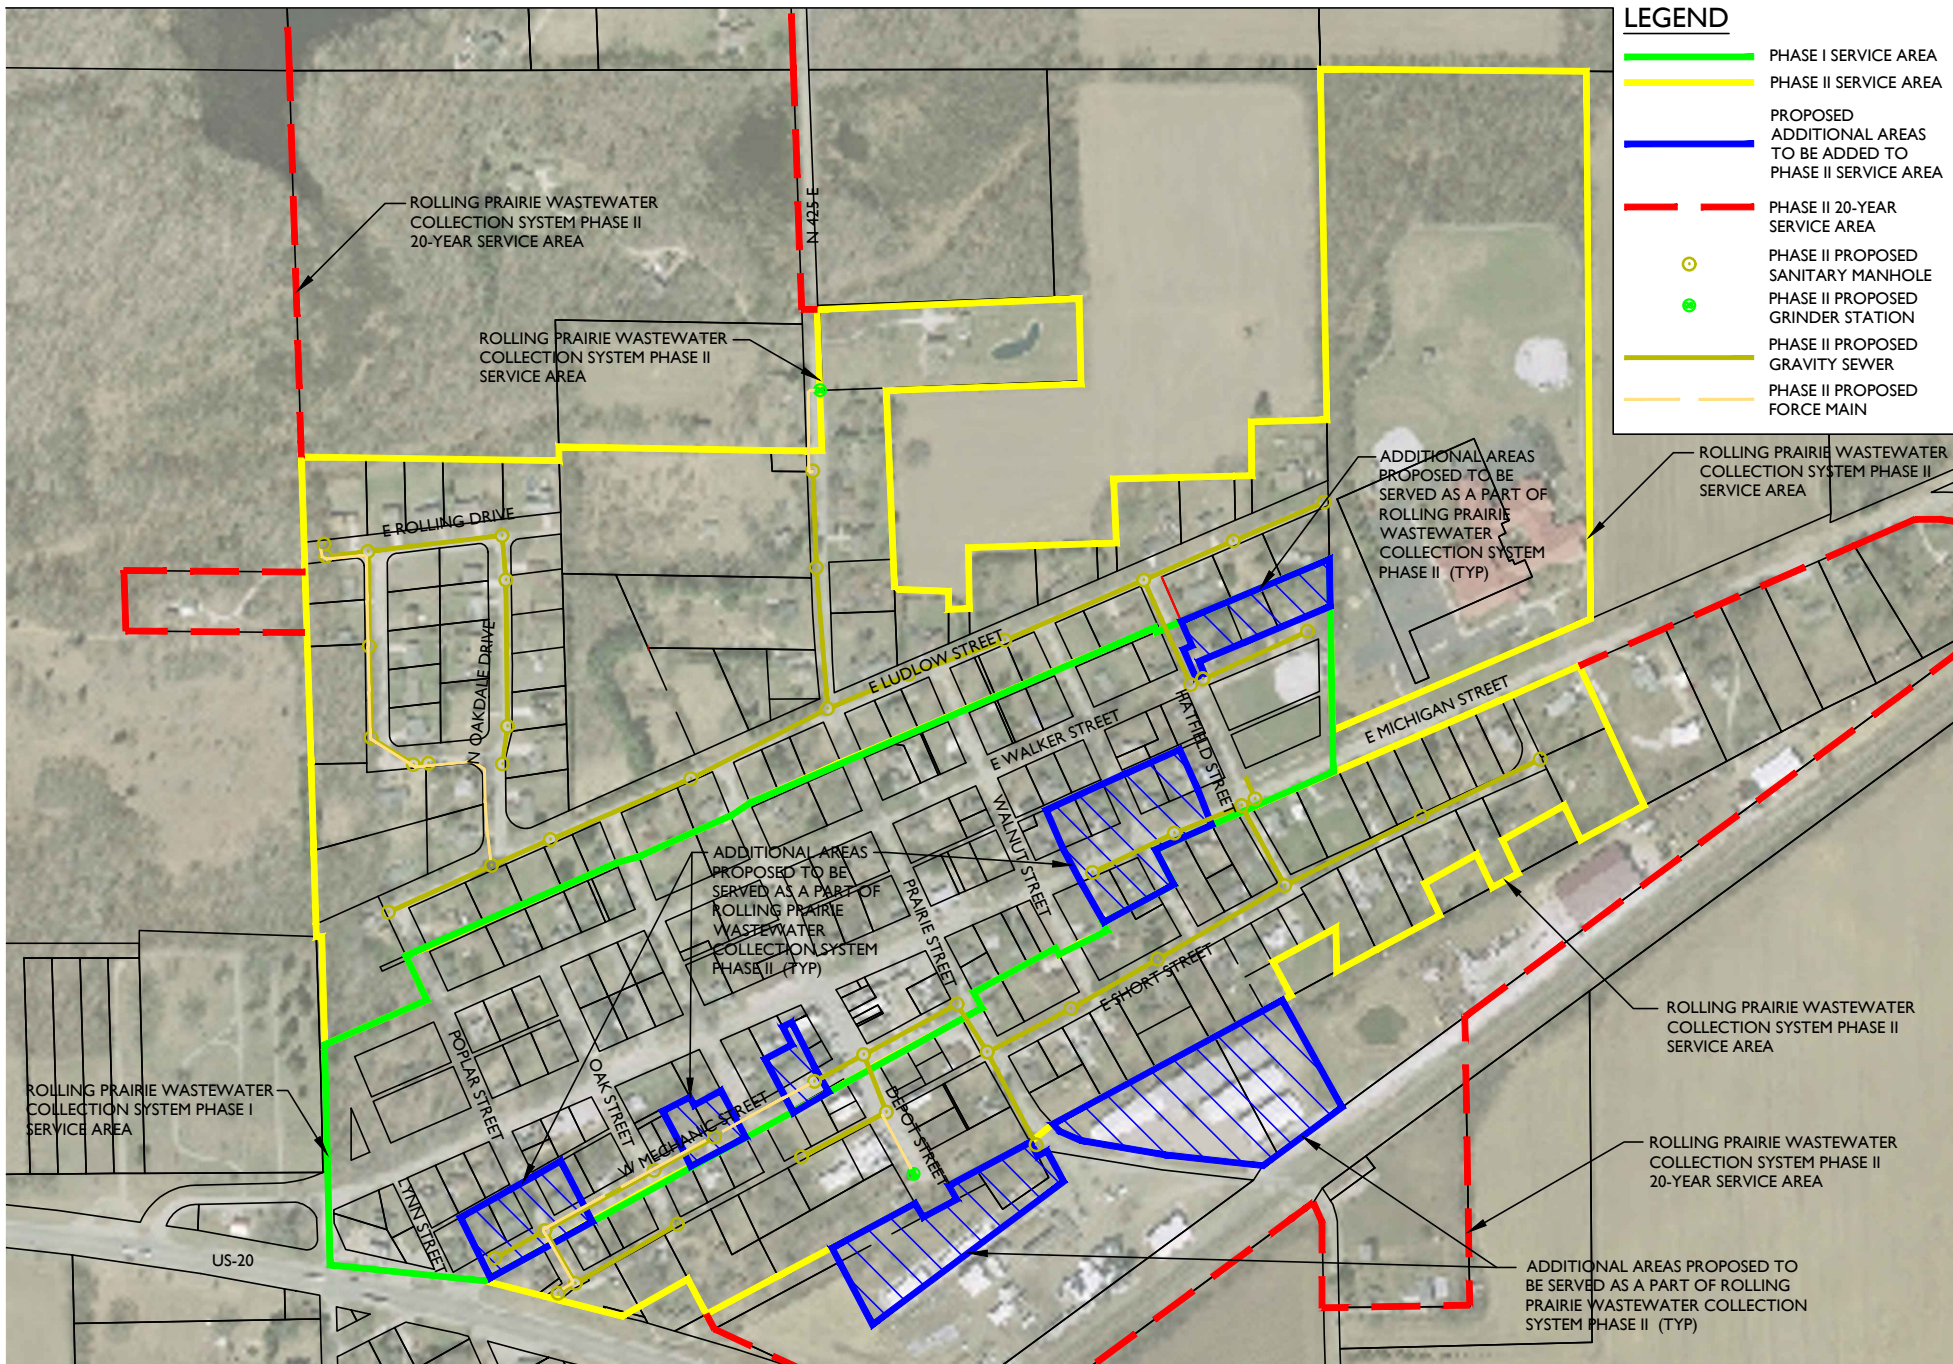 LEGEND
PHASE I SERVICE AREA
PHASE II SERVICE AREA
PROPOSED
ADDITIONAL AREAS
TO BE ADDED TO
PHASE II SERVICE AREA
PHASE II 20-YEAR
SERVICE AREA
PHASE II PROPOSED
SANITARY MANHOLE
PHASE II PROPOSED
GRINDER STATION
PHASE II PROPOSED
GRAVITY SEWER
PHASE II PROPOSED
FORCE MAIN
ROLLING PRAIRIE WASTEWATER
COLLECTION SYSTEM PHASE II
20-YEAR SERVICE AREA
N 425 E
ROLLING PRAIRIE WASTEWATER
COLLECTION SYSTEM PHASE II
SERVICE AREA
ADDITIONAL AREAS
PROPOSED TO BE
SERVED AS A PART OF
ROLLING PRAIRIE
WASTEWATER
COLLECTION SYSTEM
PHASE II (TYP)
ROLLING PRAIRIE WASTEWATER
COLLECTION SYSTEM PHASE II
SERVICE AREA
E ROLLING DRIVE
N OAKDALE DRIVE
E LUDLOW STREET
E WALKER STREET
HATFIELD STREET
E MICHIGAN STREET
WALNUT STREET
ADDITIONAL AREAS
PROPOSED TO BE
SERVED AS A PART OF
ROLLING PRAIRIE
WASTEWATER
COLLECTION SYSTEM
PHASE II (TYP)
PRAIRIE STREET
E SHORT STREET
ROLLING PRAIRIE WASTEWATER
COLLECTION SYSTEM PHASE II
SERVICE AREA
ROLLING PRAIRIE WASTEWATER
COLLECTION SYSTEM PHASE I
SERVICE AREA
POPLAR STREET
OAK STREET
W MECHANIC STREET
DEPOT STREET
LYNN STREET
US-20
ROLLING PRAIRIE WASTEWATER
COLLECTION SYSTEM PHASE II
20-YEAR SERVICE AREA
ADDITIONAL AREAS PROPOSED TO
BE SERVED AS A PART OF ROLLING
PRAIRIE WASTEWATER COLLECTION
SYSTEM PHASE II (TYP)